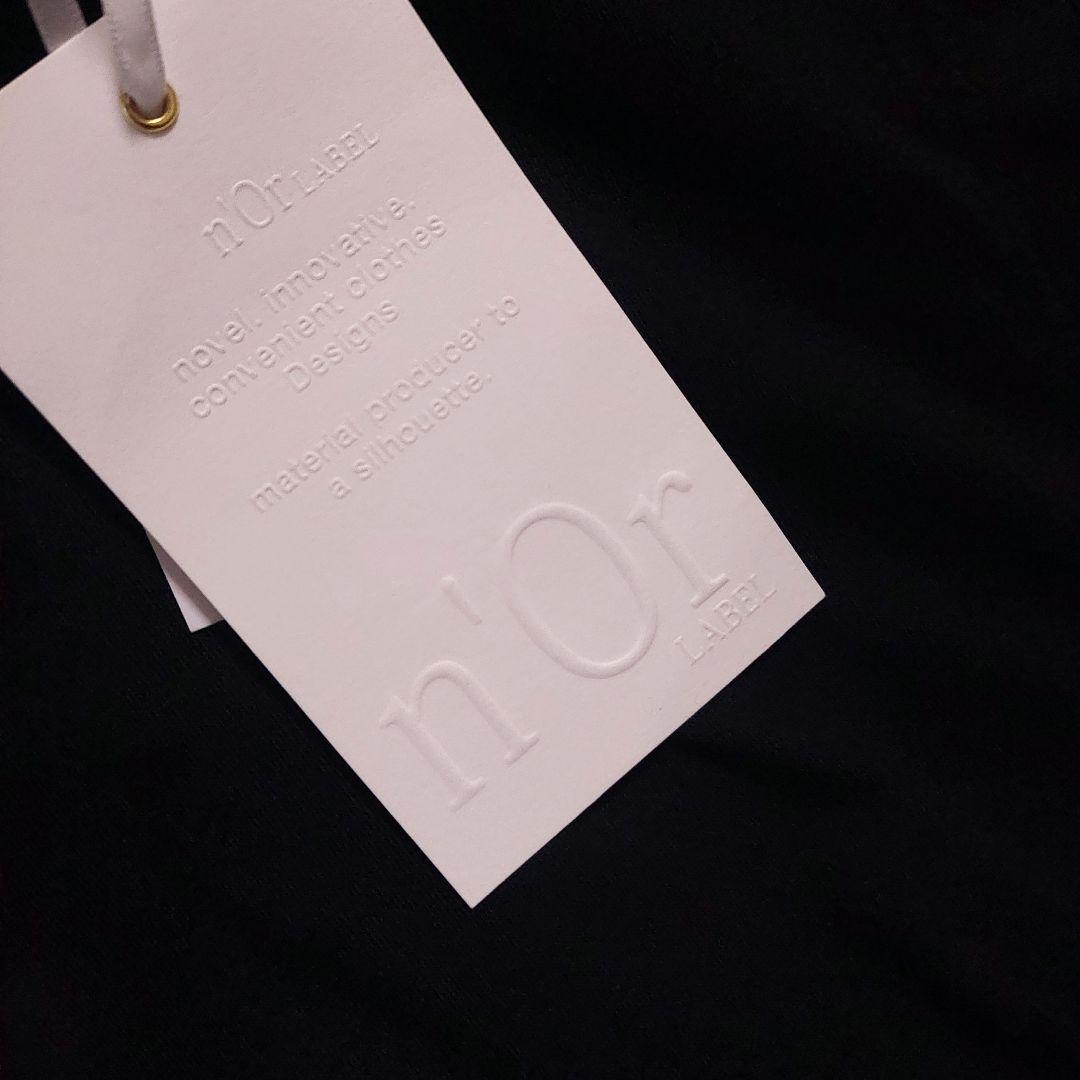 n'Or LABEL
novel. innovative.
convenient clothes
Designs
material producer to
a silhouette.
n'Or
LABEL